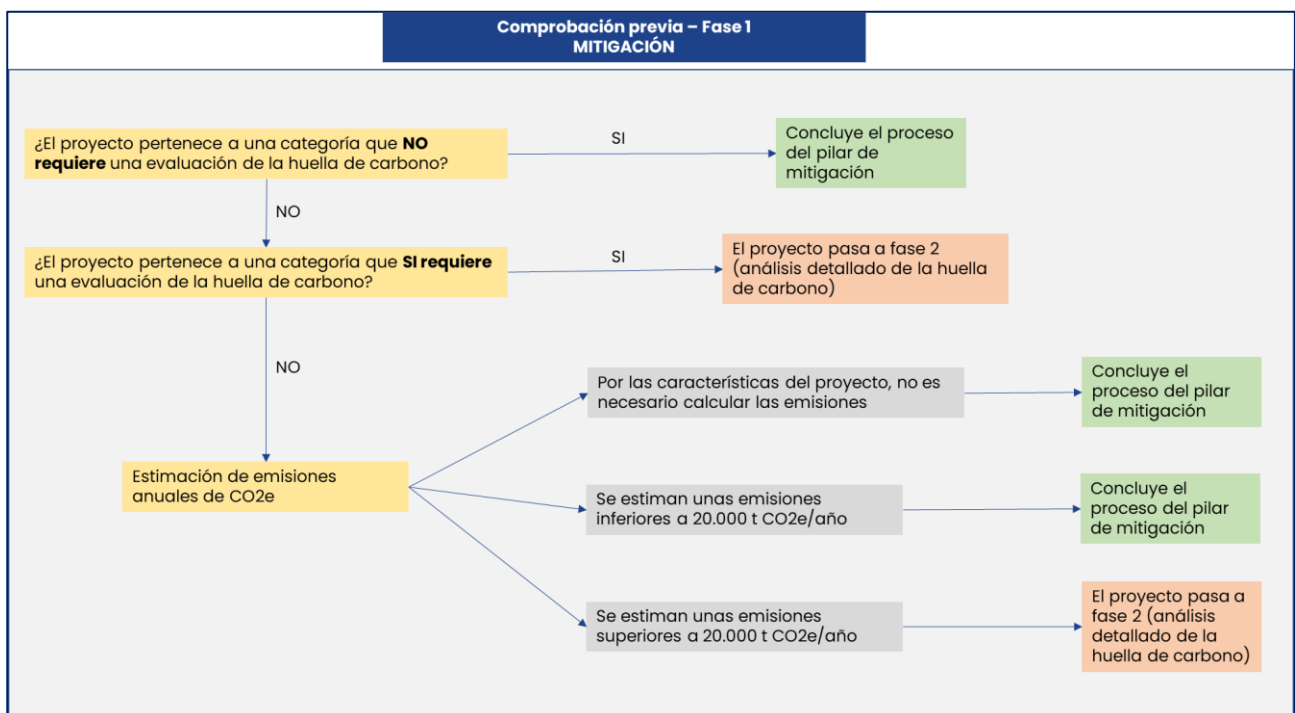 Comprobación previa – Fase 1
MITIGACIÓN
¿El proyecto pertenece a una categoría que NO
requiere una evaluación de la huella de carbono?
SI
Concluye el proceso
del pilar de
mitigación
NO
¿El proyecto pertenece a una categoría que SI requiere
una evaluación de la huella de carbono?
SI
El proyecto pasa a fase 2
(análisis detallado de la huella
de carbono)
NO
Estimación de emisiones
anuales de CO2e
Por las características del proyecto, no es
necesario calcular las emisiones
Concluye el
proceso del pilar
de mitigación
Se estiman unas emisiones
inferiores a 20.000 t CO2e/año
Concluye el
proceso del pilar
de mitigación
Se estiman unas emisiones
superiores a 20.000 t CO2e/año
El proyecto pasa a
fase 2 (análisis
detallado de la
huella de carbono)